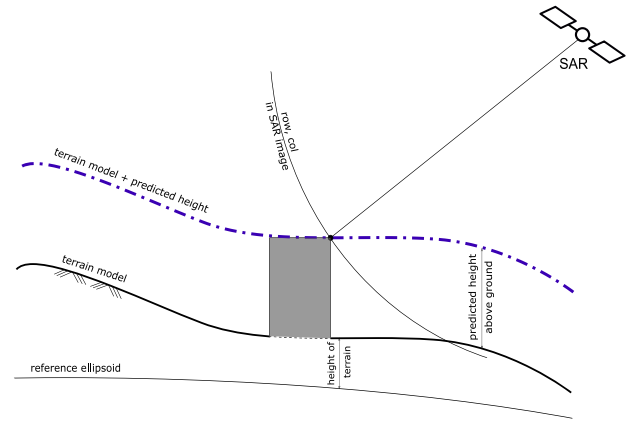 SAR
row, col
in SAR image
terrain model + predicted height
terrain model
predicted height
above ground
height of
terrain
reference ellipsoid